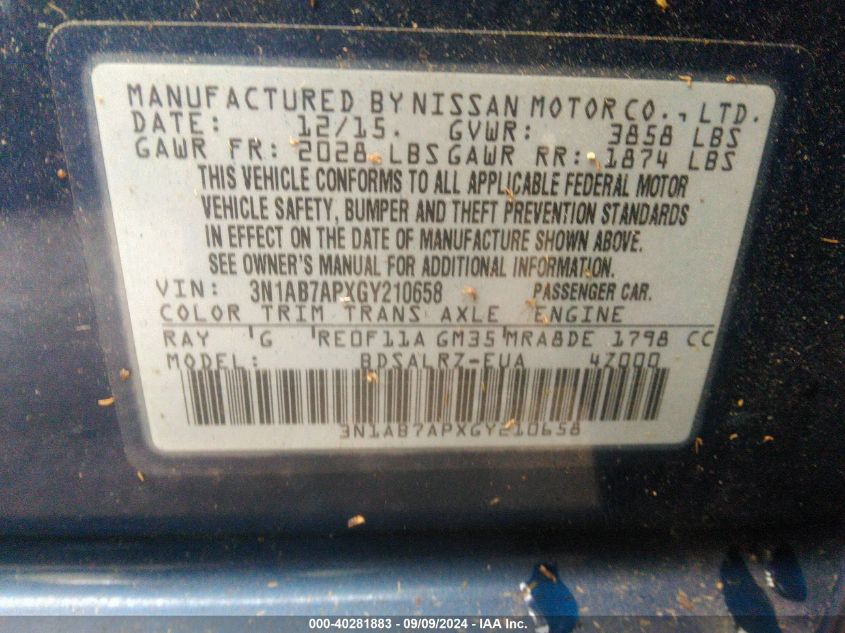 MANUFACTURED BY NISSAN MOTOR CO., LTD.
DATE: 12/15. GVWR: 3858 LBS
GAWR FR: 2028 LBS GAWR RR: 1874 LBS
THIS VEHICLE CONFORMS TO ALL APPLICABLE FEDERAL MOTOR
VEHICLE SAFETY, BUMPER AND THEFT PREVENTION STANDARDS
IN EFFECT ON THE DATE OF MANUFACTURE SHOWN ABOVE.
SEE OWNER'S MANUAL FOR ADDITIONAL INFORMATION.
VIN: 3N1AB7APXGY210658 PASSENGER CAR.
COLOR TRIM TRANS AXLE ENGINE
RAY G RE0F11A GM35 MRA8DE 1798 CC
MODEL: BDSALRZ-EUA 4Z000
3N1AB7APXGY210658
000-40281883 - 09/09/2024 - IAA Inc.